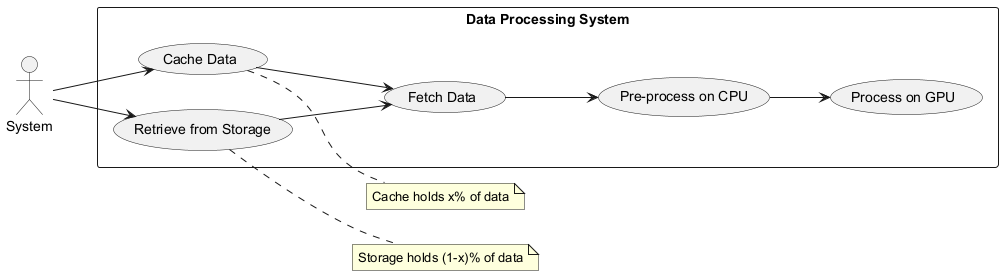 Data Processing System
System
Cache Data
Retrieve from Storage
Fetch Data
Pre-process on CPU
Process on GPU
Cache holds x% of data
Storage holds (1-x)% of data